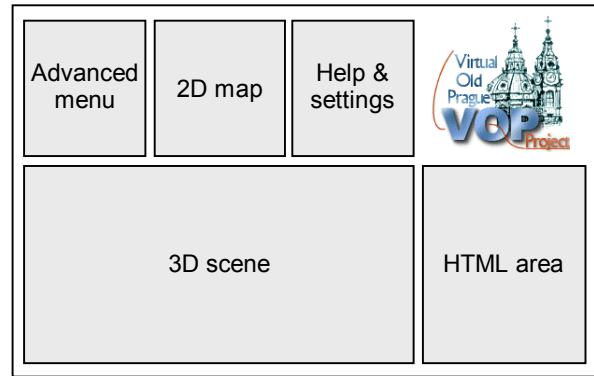 Advanced
menu
2D map
Help &
settings
Virtual
Old
Prague
VOP
Project
3D scene
HTML area